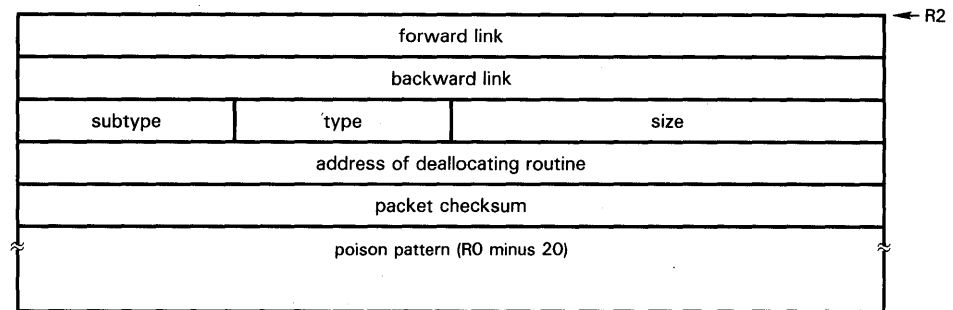 R2
forward link
backward link
subtype type size
address of deallocating routine
packet checksum
poison pattern (R0 minus 20)